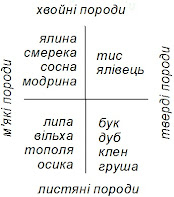 хвойні породи
ялина
смерека
сосна
модрина
тис
ялівець
м'які породи
тверді породи
липа
вільха
тополя
осика
бук
дуб
клен
груша
листяні породи